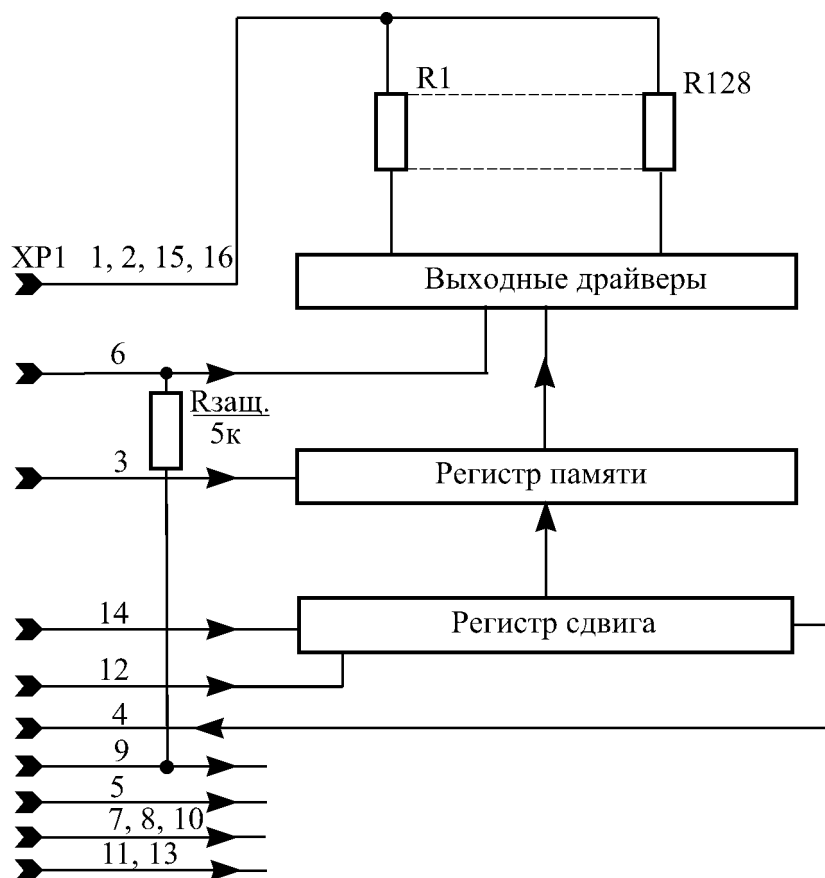 R1
R128
XP1 1, 2, 15, 16
Выходные драйверы
6
Rзащ.
5к
3
Регистр памяти
14
Регистр сдвига
12
4
9
5
7, 8, 10
11, 13